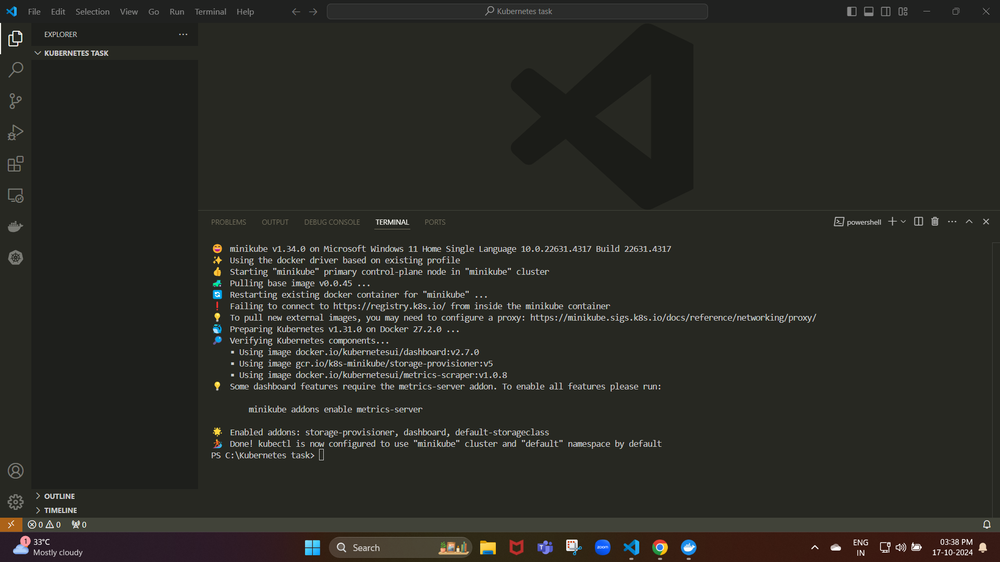 File Edit Selection View Go Run Terminal Help
Kubernetes task
EXPLORER
KUBERNETES TASK
PROBLEMS OUTPUT DEBUG CONSOLE TERMINAL PORTS
powershell
minikube v1.34.0 on Microsoft Windows 11 Home Single Language 10.0.22631.4317 Build 22631.4317
Using the docker driver based on existing profile
Starting "minikube" primary control-plane node in "minikube" cluster
Pulling base image v0.0.45 ...
Restarting existing docker container for "minikube" ...
Failing to connect to https://registry.k8s.io/ from inside the minikube container
To pull new external images, you may need to configure a proxy: https://minikube.sigs.k8s.io/docs/reference/networking/proxy/
Preparing Kubernetes v1.31.0 on Docker 27.2.0 ...
Verifying Kubernetes components...
▪ Using image docker.io/kubernetesui/dashboard:v2.7.0
▪ Using image gcr.io/k8s-minikube/storage-provisioner:v5
▪ Using image docker.io/kubernetesui/metrics-scraper:v1.0.8
Some dashboard features require the metrics-server addon. To enable all features please run:
minikube addons enable metrics-server
Enabled addons: storage-provisioner, dashboard, default-storageclass
Done! kubectl is now configured to use "minikube" cluster and "default" namespace by default
PS C:\Kubernetes task>
OUTLINE
TIMELINE
0 0 0
1
33°C
Mostly cloudy
Search
zoom
ENG
IN
03:38 PM
17-10-2024